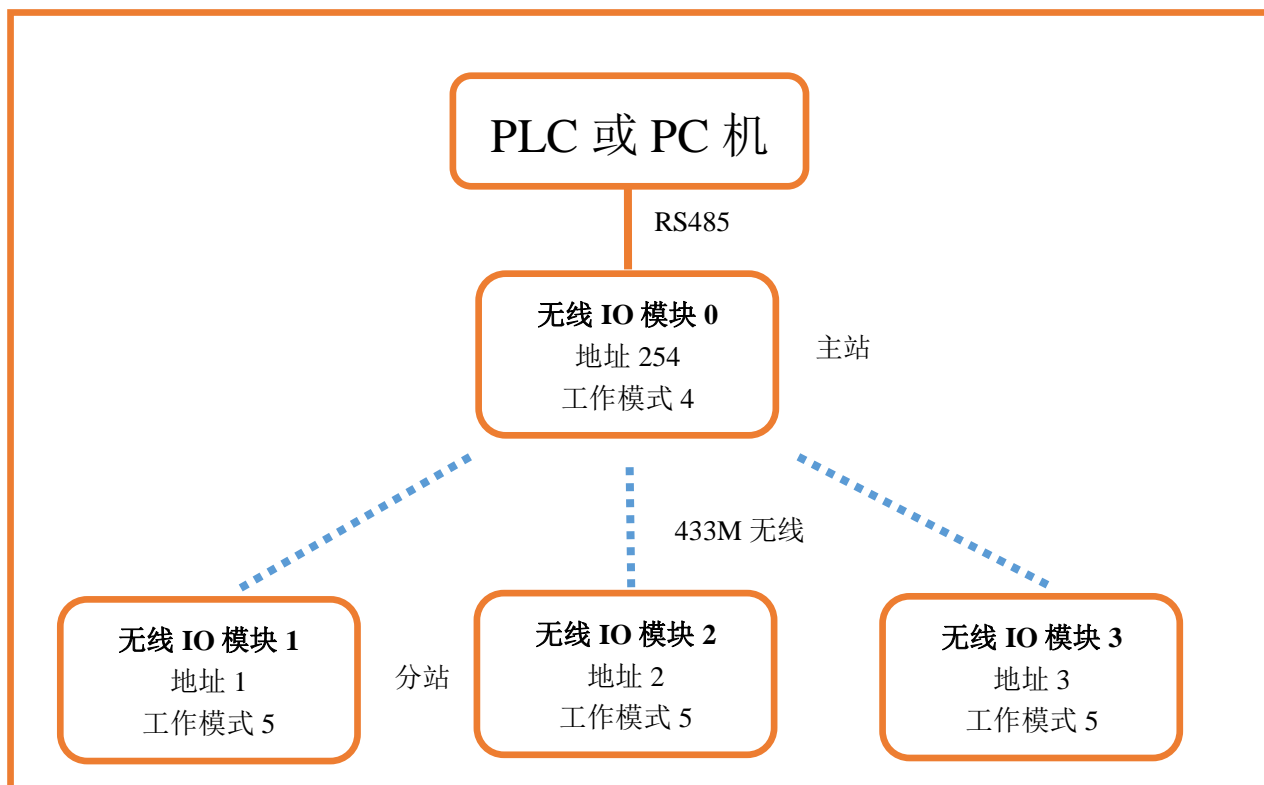 PLC 或 PC 机
RS485
无线 IO 模块 0
地址 254
工作模式 4
主站
433M 无线
无线 IO 模块 1
地址 1
工作模式 5
分站
无线 IO 模块 2
地址 2
工作模式 5
无线 IO 模块 3
地址 3
工作模式 5